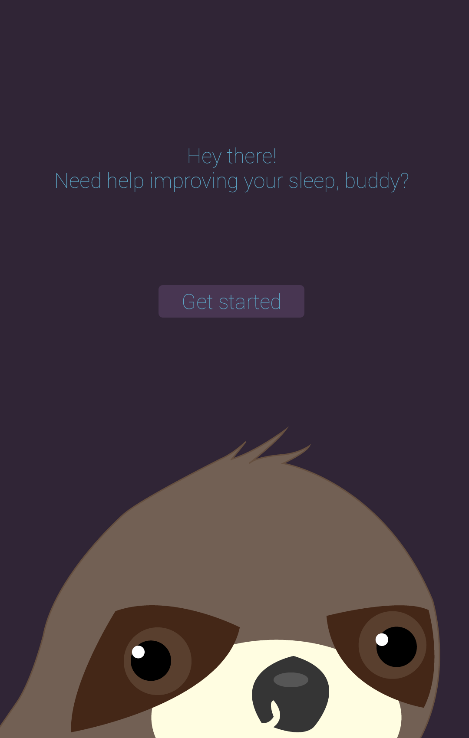 Hey there!
Need help improving your sleep, buddy?
Get started